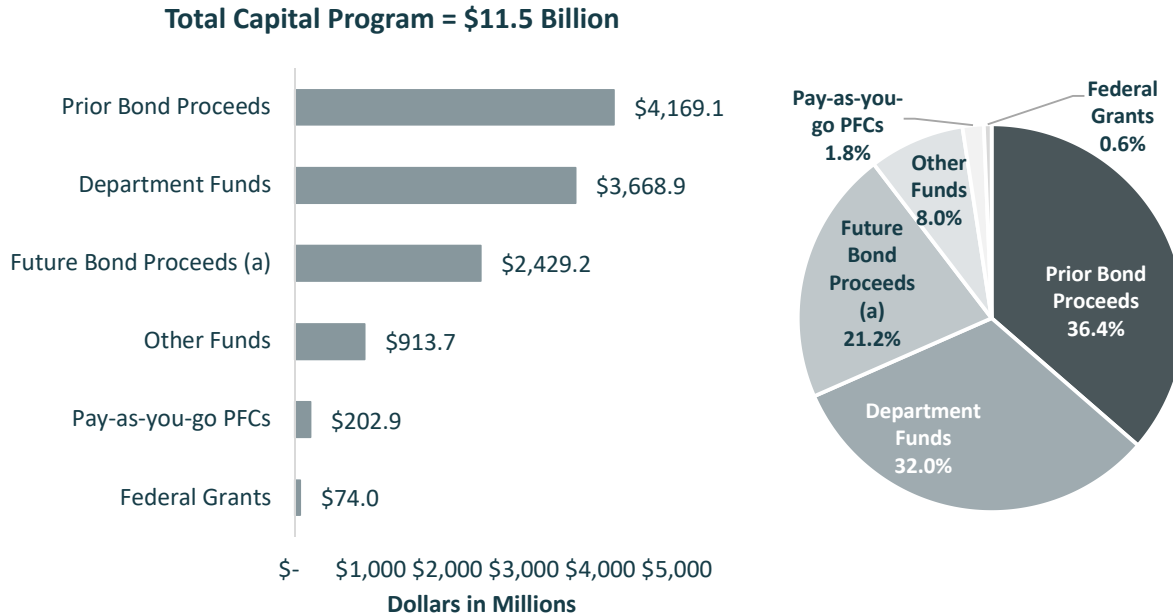 Total Capital Program = $11.5 Billion
Prior Bond Proceeds
$4,169.1
Department Funds
$3,668.9
Future Bond Proceeds (a)
$2,429.2
Other Funds
$913.7
Pay-as-you-go PFCs
$202.9
Federal Grants
$74.0
$-
$1,000 $2,000 $3,000 $4,000 $5,000
Dollars in Millions
Pay-as-you-
go PFCs
1.8%
Federal
Grants
0.6%
Other
Funds
8.0%
Future
Bond
Proceeds
(a)
21.2%
Prior Bond
Proceeds
36.4%
Department
Funds
32.0%